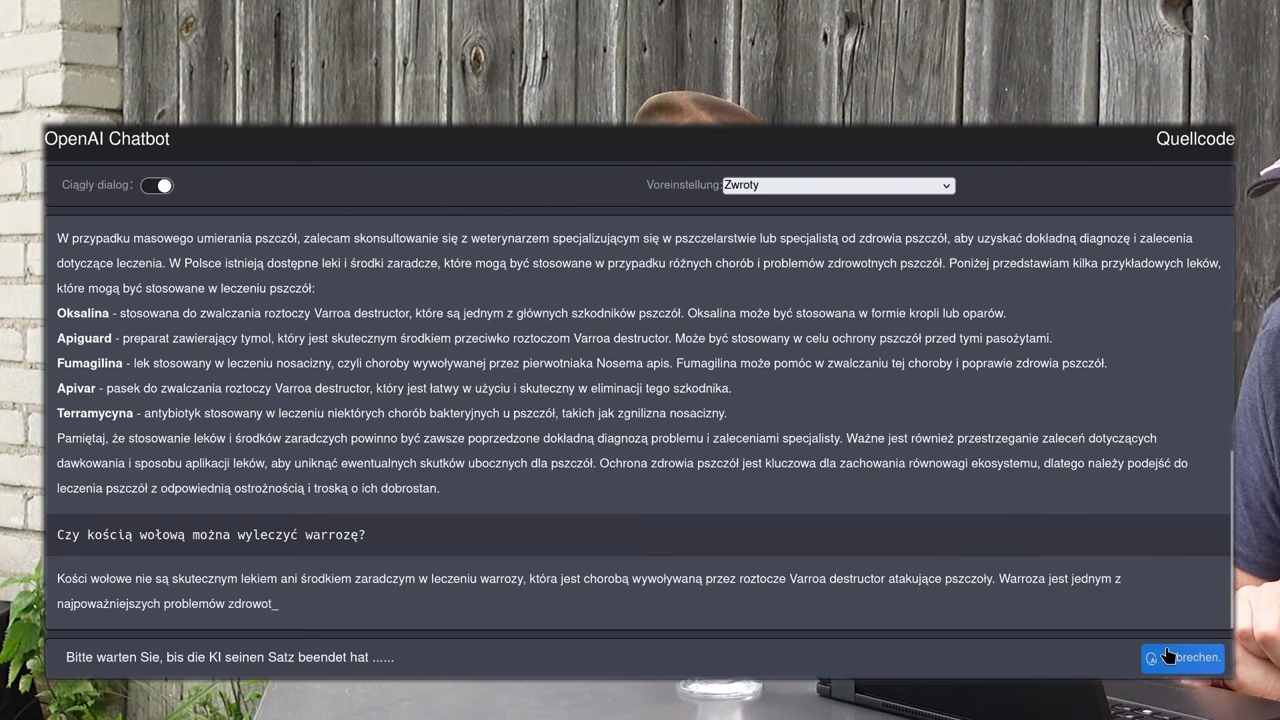 OpenAI Chatbot
Quellcode
Ciągły dialog:
Voreinstellung:
Zwroty
W przypadku masowego umierania pszczół, zalecam skonsultowanie się z weterynarzem specjalizującym się w pszczelarstwie lub specjalistą od zdrowia pszczół, aby uzyskać dokładną diagnozę i zalecenia
dotyczące leczenia. W Polsce istnieją dostępne leki i środki zaradcze, które mogą być stosowane w przypadku różnych chorób i problemów zdrowotnych pszczół. Poniżej przedstawiam kilka przykładowych leków,
które mogą być stosowane w leczeniu pszczół:
Oksalina - stosowana do zwalczania roztoczy Varroa destructor, które są jednym z głównych szkodników pszczół. Oksalina może być stosowana w formie kropli lub oparów.
Apiguard - preparat zawierający tymol, który jest skutecznym środkiem przeciwko roztoczom Varroa destructor. Może być stosowany w celu ochrony pszczół przed tymi pasożytami.
Fumagilina - lek stosowany w leczeniu nosacizny, czyli choroby wywoływanej przez pierwotniaka Nosema apis. Fumagilina może pomóc w zwalczaniu tej choroby i poprawie zdrowia pszczół.
Apivar - pasek do zwalczania roztoczy Varroa destructor, który jest łatwy w użyciu i skuteczny w eliminacji tego szkodnika.
Terramycyna - antybiotyk stosowany w leczeniu niektórych chorób bakteryjnych u pszczół, takich jak zgnilizna nosacizny.
Pamiętaj, że stosowanie leków i środków zaradczych powinno być zawsze poprzedzone dokładną diagnozą problemu i zaleceniami specjalisty. Ważne jest również przestrzeganie zaleceń dotyczących
dawkowania i sposobu aplikacji leków, aby uniknąć ewentualnych skutków ubocznych dla pszczół. Ochrona zdrowia pszczół jest kluczowa dla zachowania równowagi ekosystemu, dlatego należy podejść do
leczenia pszczół z odpowiednią ostrożnością i troską o ich dobrostan.
Czy kością wołową można wyleczyć warrozę?
Kości wołowe nie są skutecznym lekiem ani środkiem zaradczym w leczeniu warrozy, która jest chorobą wywoływaną przez roztocze Varroa destructor atakujące pszczoły. Warroza jest jednym z
najpoważniejszych problemów zdrowot_
Bitte warten Sie, bis die KI seinen Satz beendet hat ......